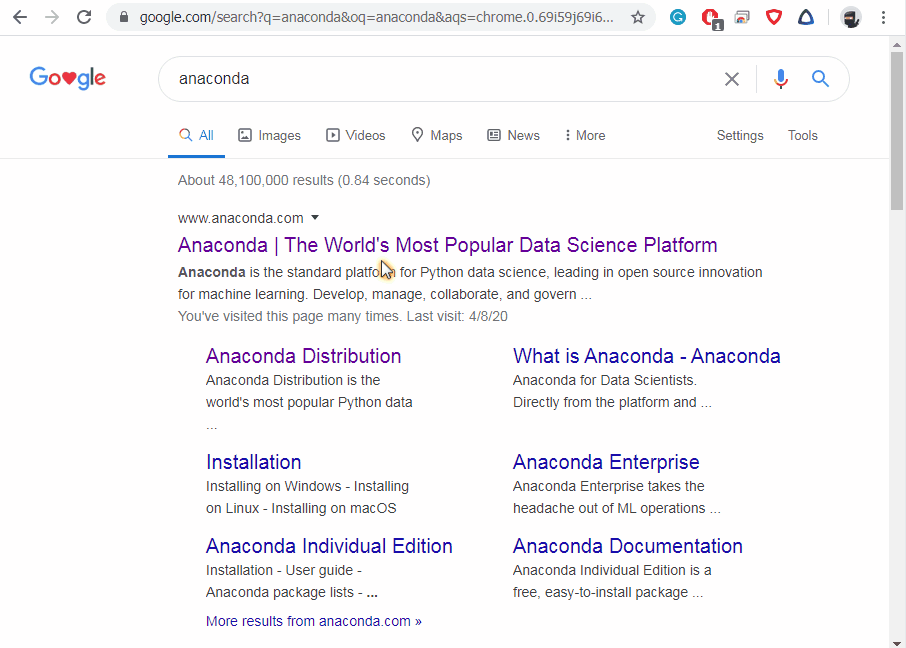 google.com/search?q=anaconda&oq=anaconda&aqs=chrome.0.69i59j69i6...
1
Go❤gle
anaconda
All Images Videos Maps News More Settings Tools
About 48,100,000 results (0.84 seconds)
www.anaconda.com
Anaconda | The World's Most Popular Data Science Platform
Anaconda is the standard platform for Python data science, leading in open source innovation
for machine learning. Develop, manage, collaborate, and govern ...
You've visited this page many times. Last visit: 4/8/20
Anaconda Distribution
Anaconda Distribution is the
world's most popular Python data
...
What is Anaconda - Anaconda
Anaconda for Data Scientists.
Directly from the platform and ...
Installation
Installing on Windows - Installing
on Linux - Installing on macOS
Anaconda Enterprise
Anaconda Enterprise takes the
headache out of ML operations ...
Anaconda Individual Edition
Installation - User guide -
Anaconda package lists - ...
Anaconda Documentation
Anaconda Individual Edition is a
free, easy-to-install package ...
More results from anaconda.com »